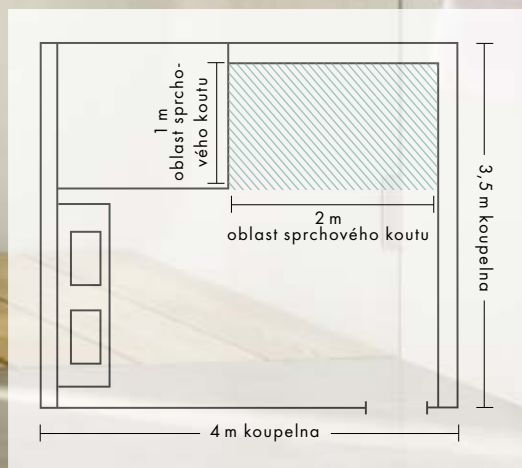 1 m
oblast sprcho-
vého koutu
2 m
oblast sprchového koutu
3,5 m koupelna
4 m koupelna